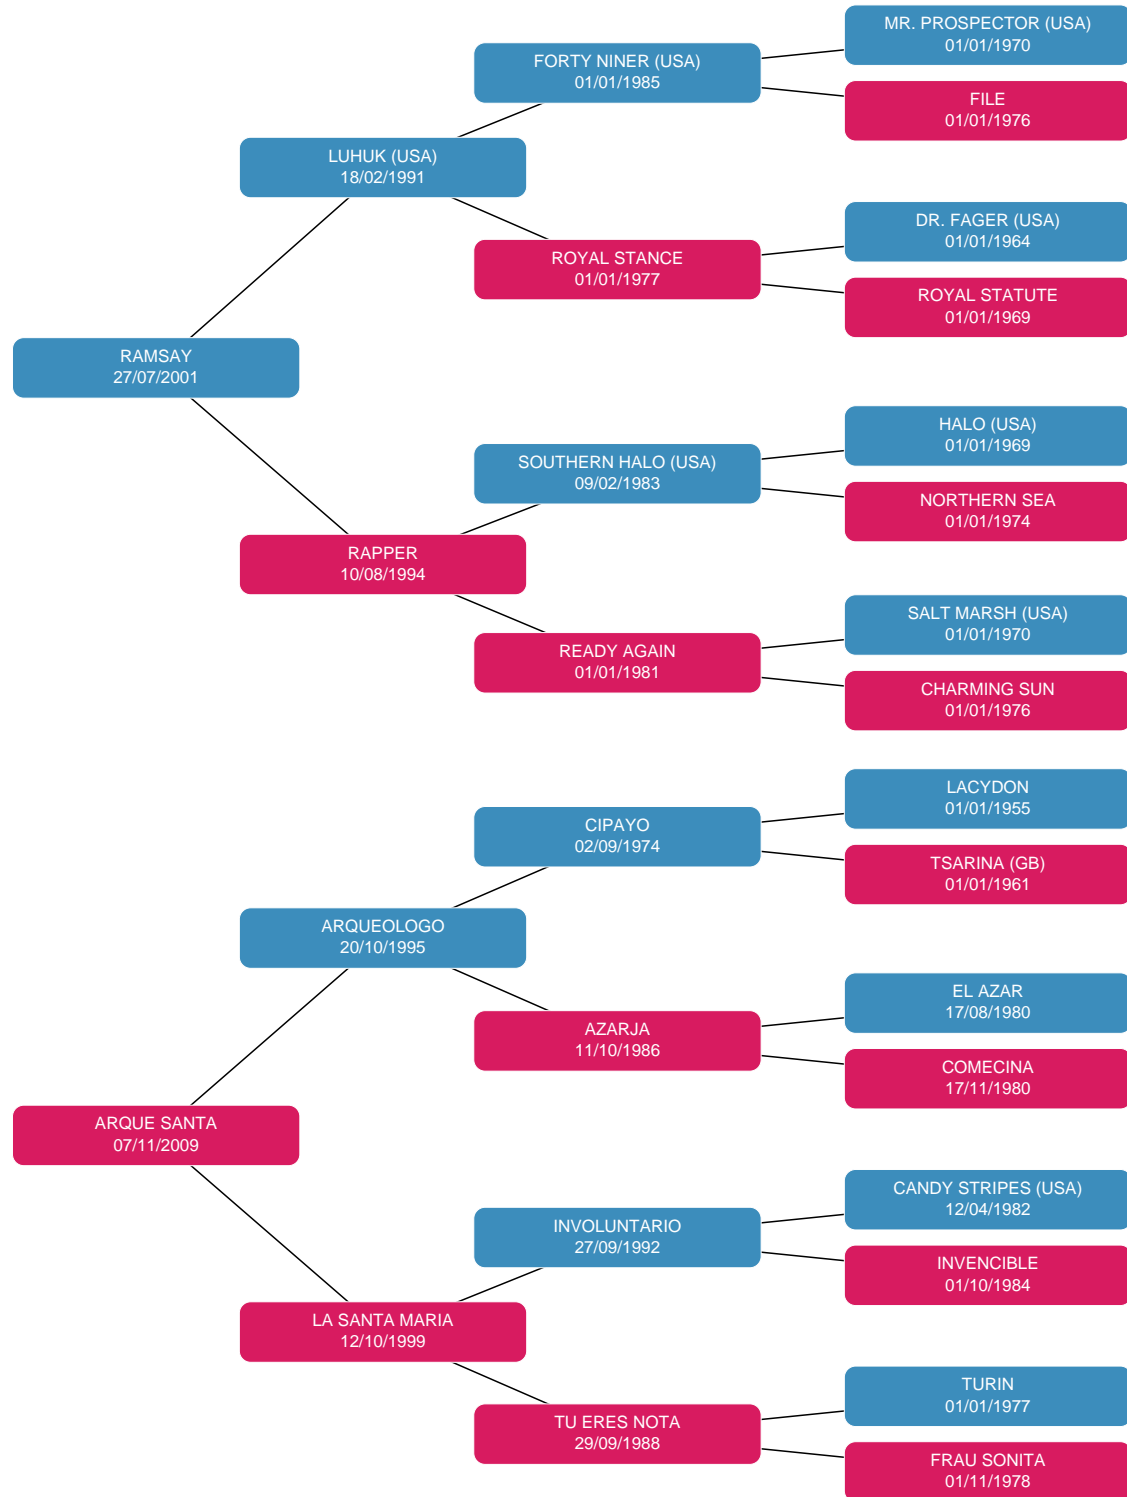 MR. PROSPECTOR (USA)
01/01/1970
FORTY NINER (USA)
01/01/1985
FILE
01/01/1976
LUHUK (USA)
18/02/1991
DR. FAGER (USA)
01/01/1964
ROYAL STANCE
01/01/1977
ROYAL STATUTE
01/01/1969
RAMSAY
27/07/2001
HALO (USA)
01/01/1969
SOUTHERN HALO (USA)
09/02/1983
NORTHERN SEA
01/01/1974
RAPPER
10/08/1994
SALT MARSH (USA)
01/01/1970
READY AGAIN
01/01/1981
CHARMING SUN
01/01/1976
LACYDON
01/01/1955
CIPAYO
02/09/1974
TSARINA (GB)
01/01/1961
ARQUEOLOGO
20/10/1995
EL AZAR
17/08/1980
AZARJA
11/10/1986
COMECINA
17/11/1980
ARQUE SANTA
07/11/2009
CANDY STRIPES (USA)
12/04/1982
INVOLUNTARIO
27/09/1992
INVENCIBLE
01/10/1984
LA SANTA MARIA
12/10/1999
TURIN
01/01/1977
TU ERES NOTA
29/09/1988
FRAU SONITA
01/11/1978